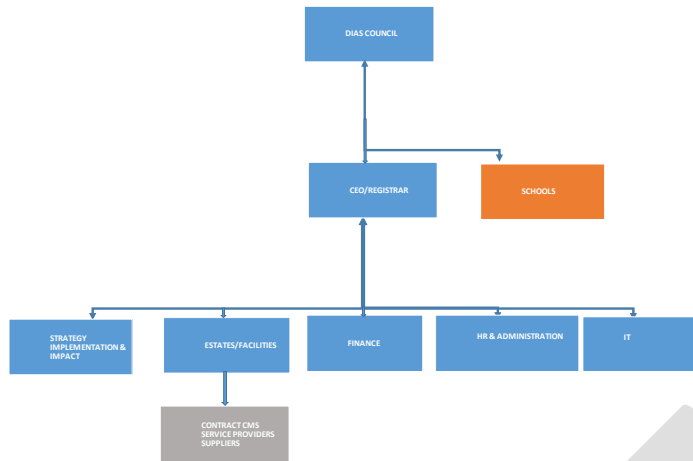 DIAS COUNCIL
CEO/REGISTRAR
SCHOOLS
STRATEGY
IMPLEMENTATION &
IMPACT
ESTATES/FACILITIES
FINANCE
HR & ADMINISTRATION
IT
CONTRACT CMS
SERVICE PROVIDERS
SUPPLIERS